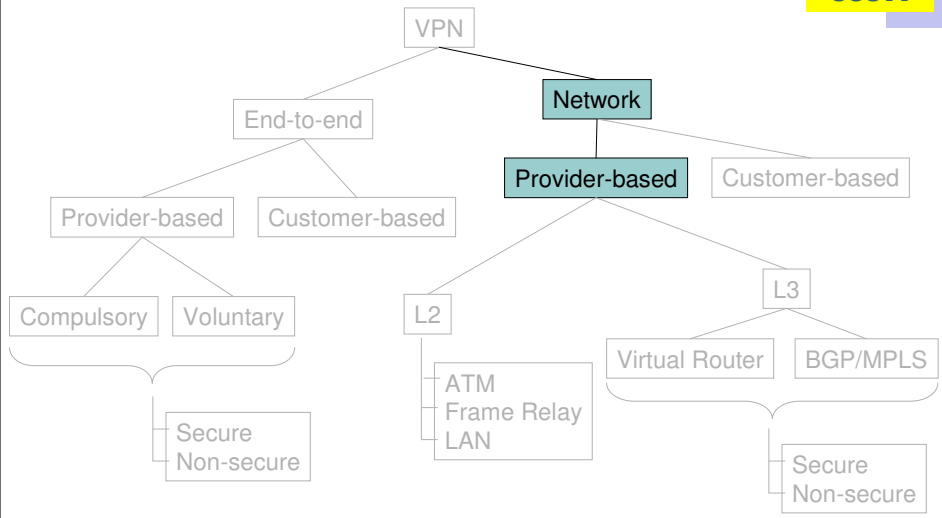 VPN
End-to-end
Network
Provider-based
Customer-based
Provider-based
Customer-based
Compulsory
Voluntary
L2
L3
ATM
Frame Relay
LAN
Virtual Router
BGP/MPLS
Secure
Non-secure
Secure
Non-secure